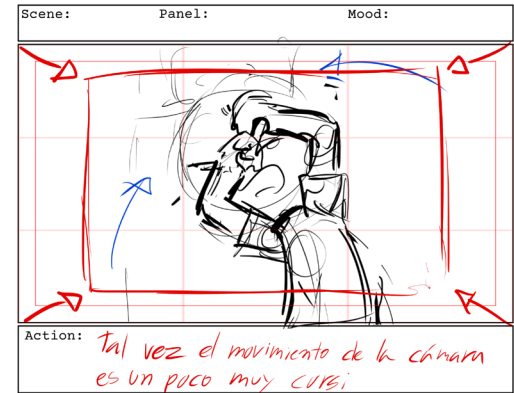 Scene: Panel: Mood:
Action: Tal vez el movimiento de la cámara
es un poco muy cursi